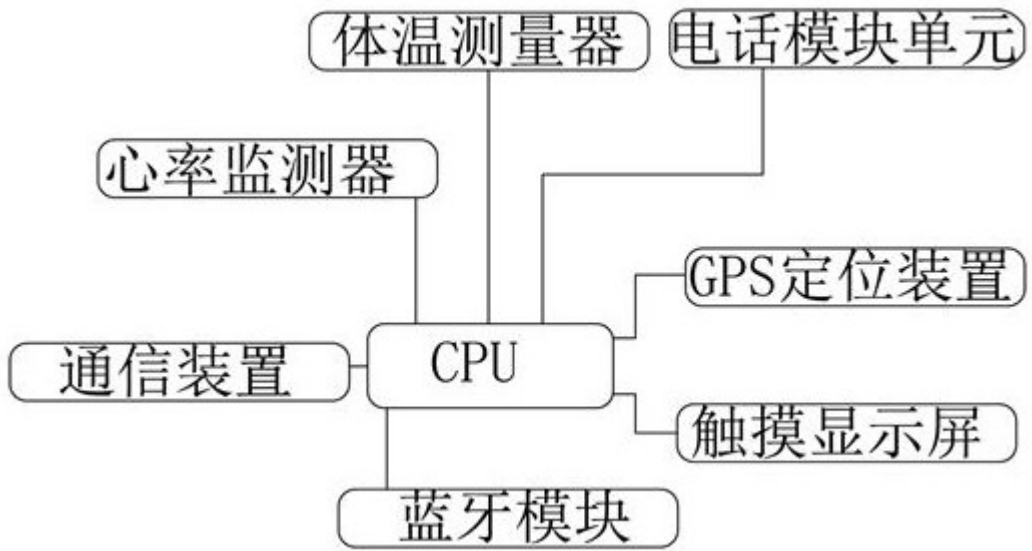 体温测量器
电话模块单元
心率监测器
GPS定位装置
通信装置
CPU
触摸显示屏
蓝牙模块